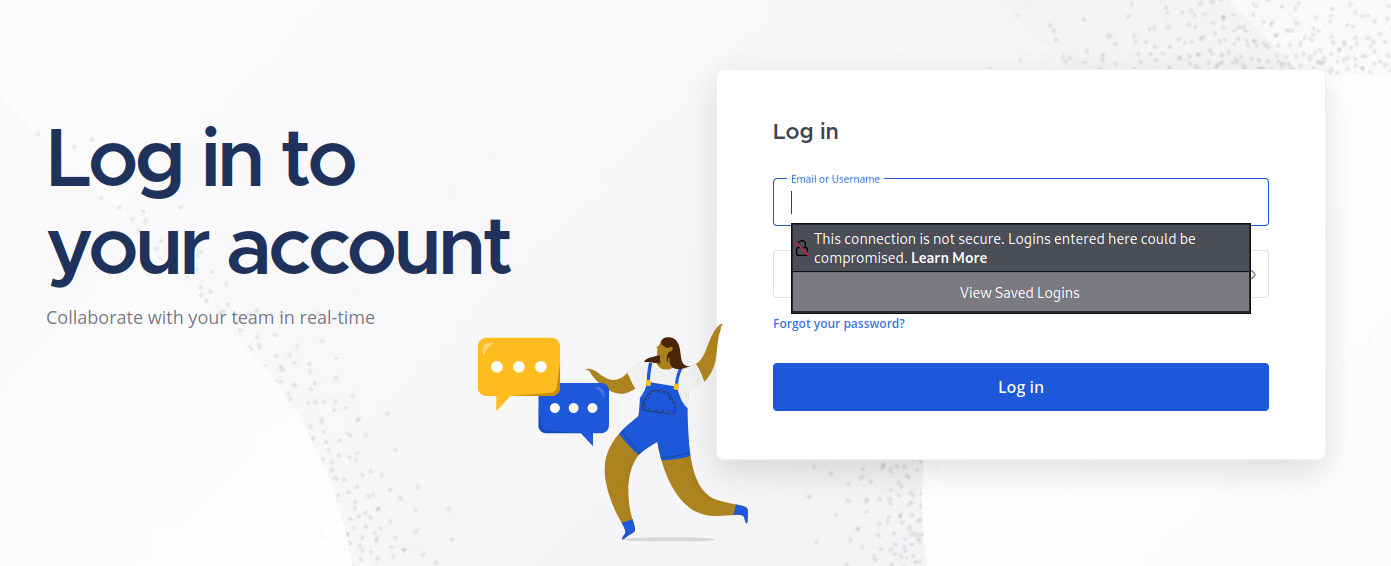 Log in to
your account
Collaborate with your team in real-time
Log in
Email or Username
This connection is not secure. Logins entered here could be
compromised. Learn More
View Saved Logins
Forgot your password?
Log in